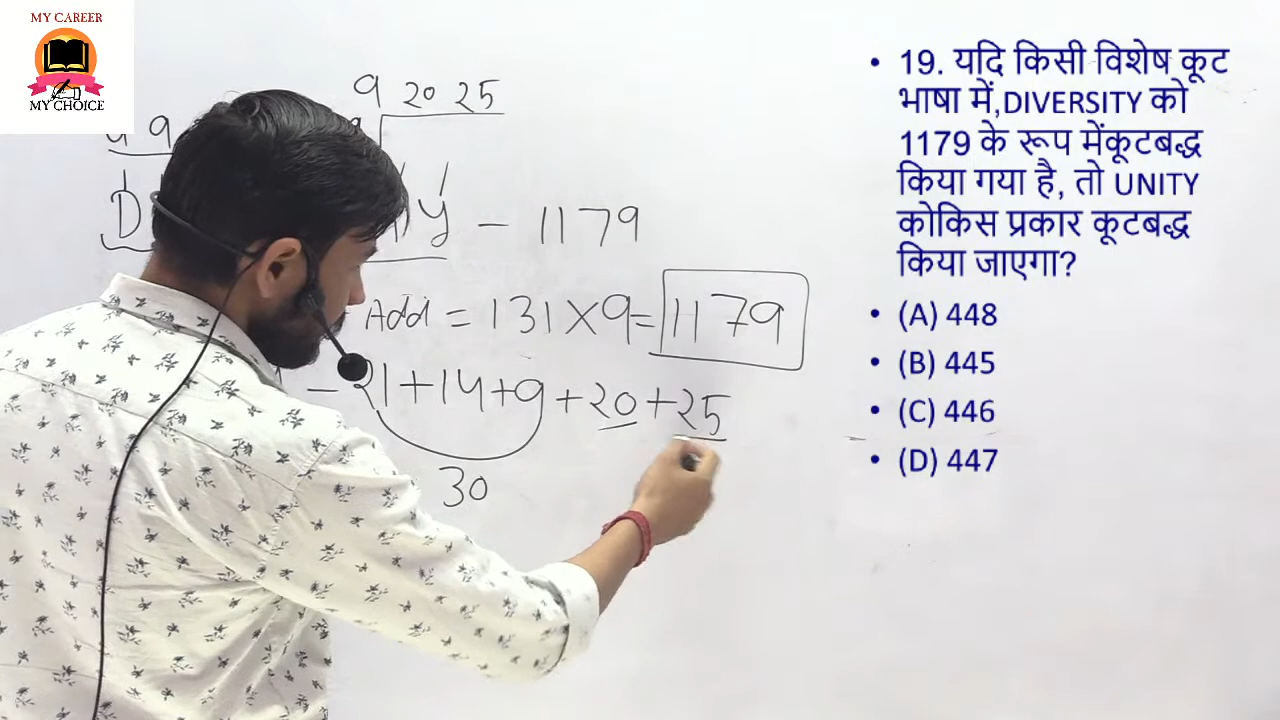 MY CAREER
MY CHOICE
9 20 25
9
D
y – 1179
Add = 131×9= 1179
– 21+14+9+20+25
30
• 19. यदि किसी विशेष कूट
भाषा में,DIVERSITY को
1179 के रूप मेंकूटबद्ध
किया गया है, तो UNITY
कोकिस प्रकार कूटबद्ध
किया जाएगा?
• (A) 448
• (B) 445
• (C) 446
• (D) 447